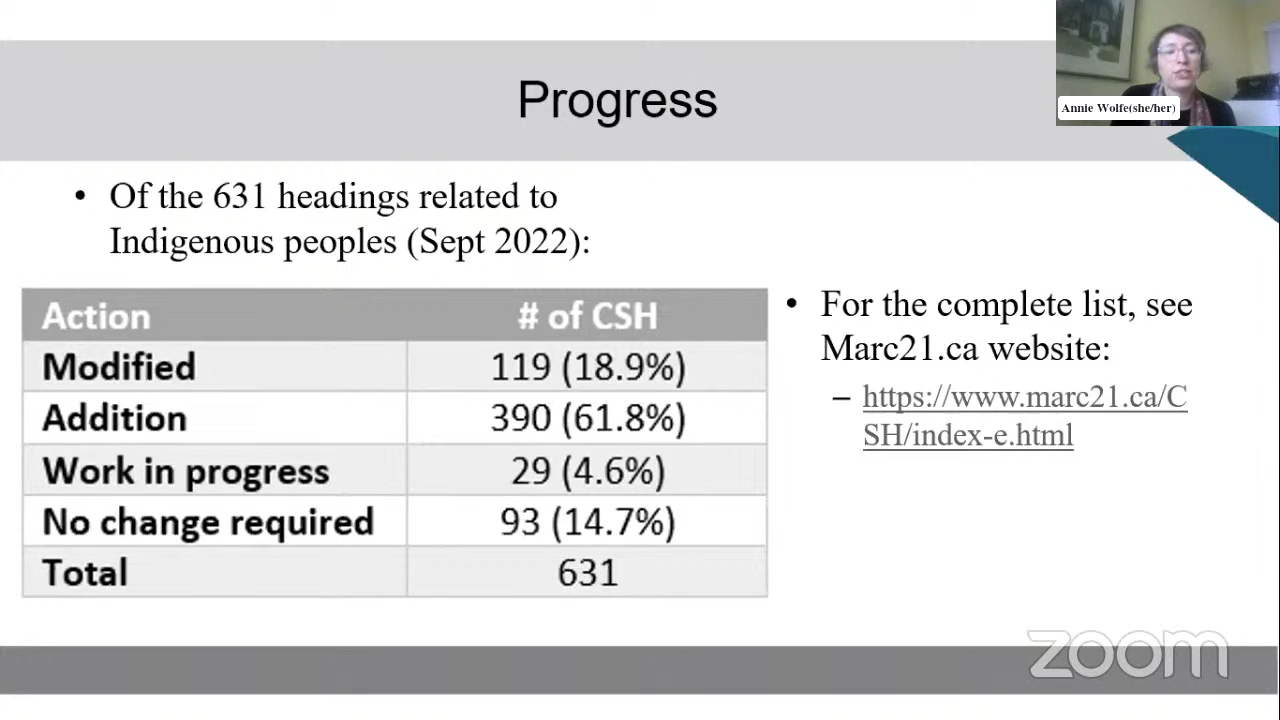 Progress
Annie Wolfe(she/her)
• Of the 631 headings related to
Indigenous peoples (Sept 2022):
Action # of CSH
Modified 119 (18.9%)
Addition 390 (61.8%)
Work in progress 29 (4.6%)
No change required 93 (14.7%)
Total 631
• For the complete list, see
Marc21.ca website:
– https://www.marc21.ca/C
SH/index-e.html
zoom